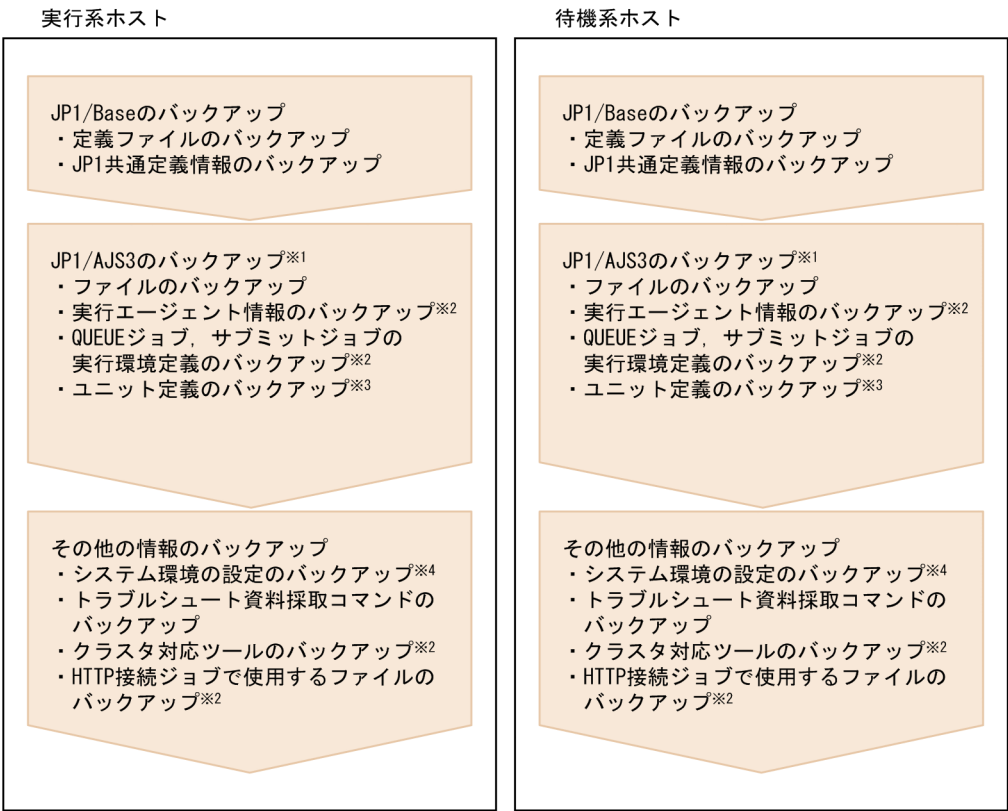 実行系ホスト
JP1/Baseのバックアップ
・定義ファイルのバックアップ
・JP1共通定義情報のバックアップ
JP1/AJS3のバックアップ※1
・ファイルのバックアップ
・実行エージェント情報のバックアップ※2
・QUEUEジョブ，サブミットジョブの
実行環境定義のバックアップ※2
・ユニット定義のバックアップ※3
その他の情報のバックアップ
・システム環境の設定のバックアップ※4
・トラブルシュート資料採取コマンドの
バックアップ
・クラスタ対応ツールのバックアップ※2
・HTTP接続ジョブで使用するファイルの
バックアップ※2
待機系ホスト
JP1/Baseのバックアップ
・定義ファイルのバックアップ
・JP1共通定義情報のバックアップ
JP1/AJS3のバックアップ※1
・ファイルのバックアップ
・実行エージェント情報のバックアップ※2
・QUEUEジョブ，サブミットジョブの
実行環境定義のバックアップ※2
・ユニット定義のバックアップ※3
その他の情報のバックアップ
・システム環境の設定のバックアップ※4
・トラブルシュート資料採取コマンドの
バックアップ
・クラスタ対応ツールのバックアップ※2
・HTTP接続ジョブで使用するファイルの
バックアップ※2